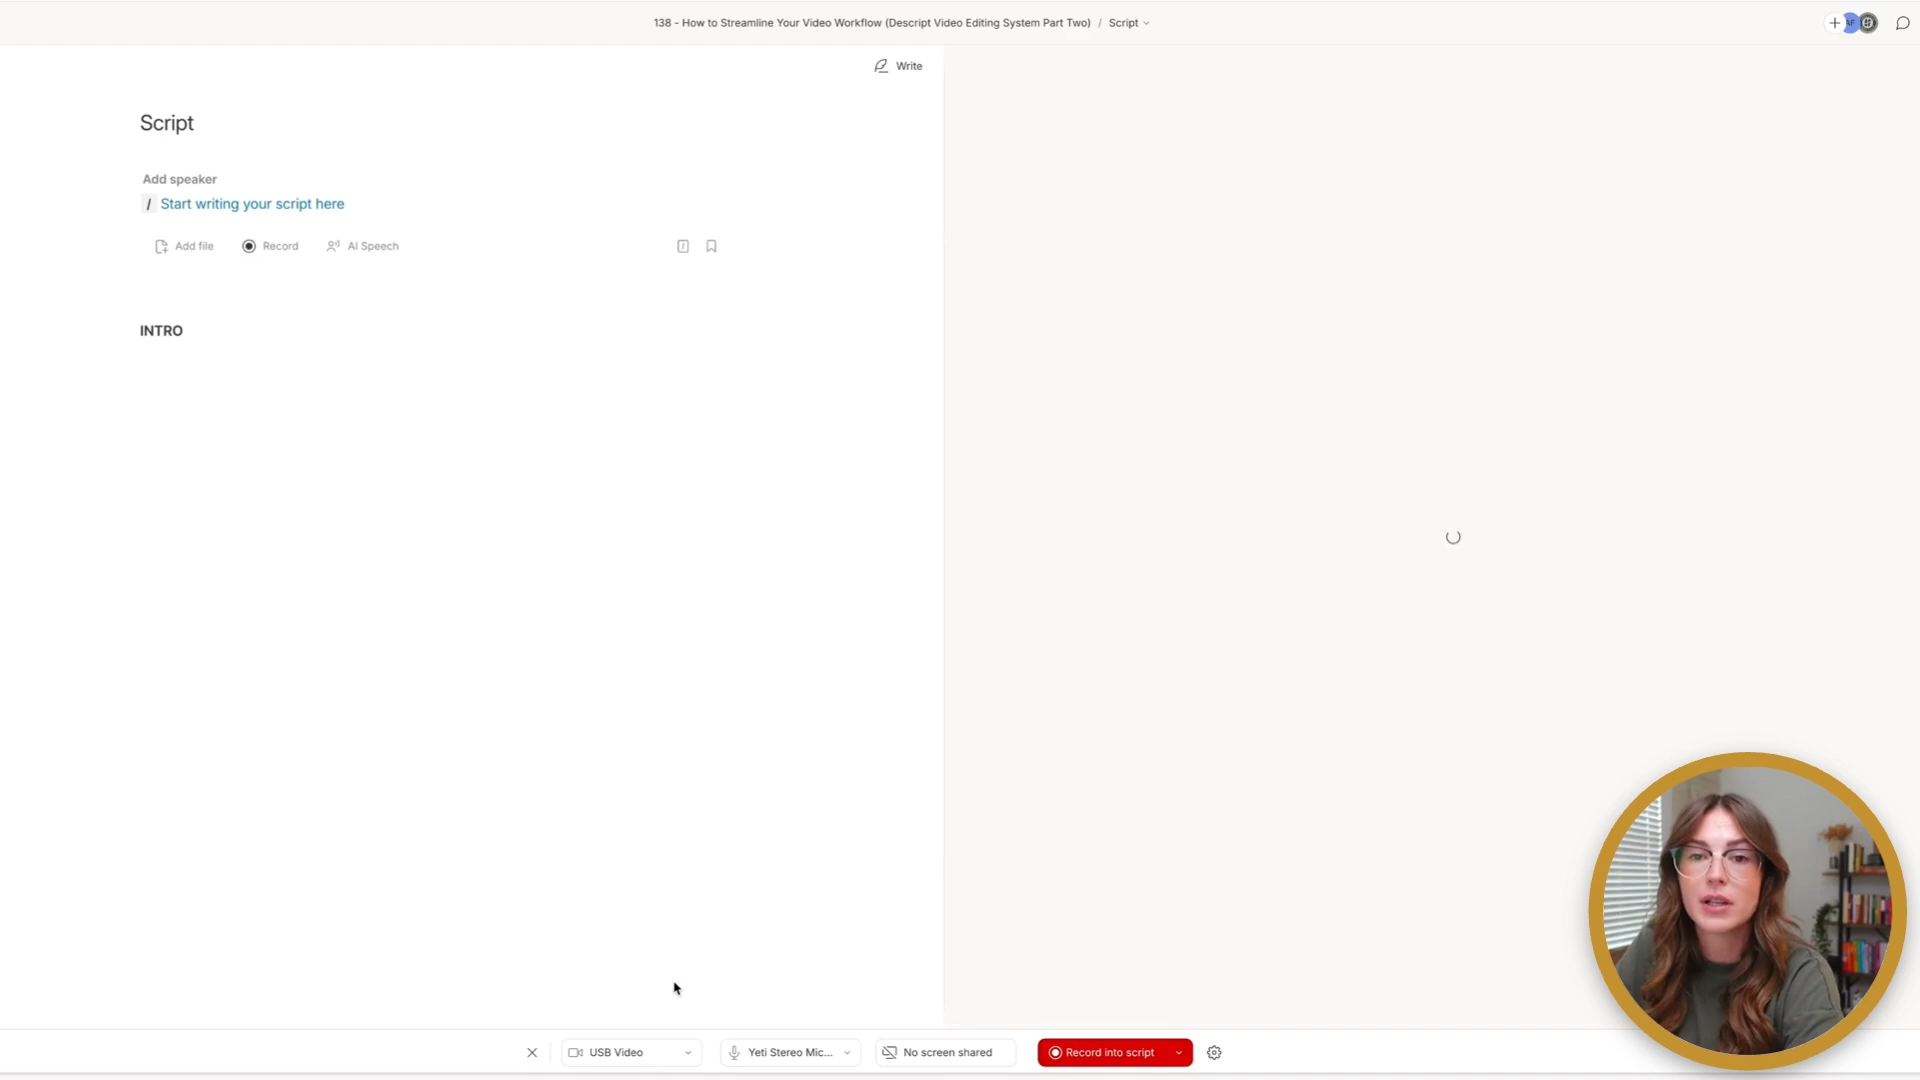 138 - How to Streamline Your Video Workflow (Descript Video Editing System Part Two) / Script
Write
Script
Add speaker
/ Start writing your script here
Add file Record AI Speech
INTRO
USB Video Yeti Stereo Mic... No screen shared Record into script